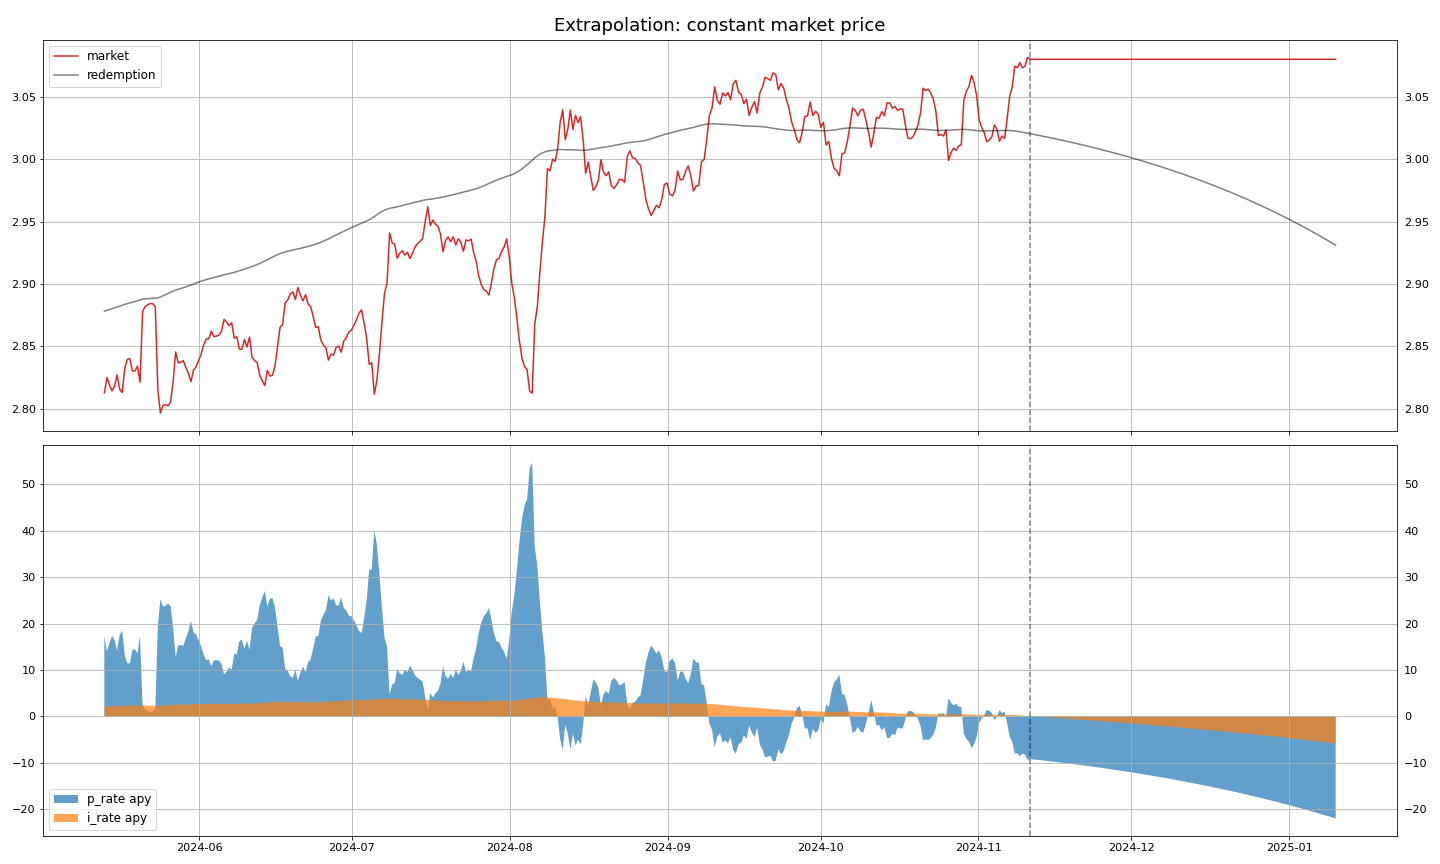 Extrapolation: constant market price
market
redemption
3.05 3.05
3.00 3.00
2.95 2.95
2.90 2.90
2.85 2.85
2.80 2.80
50 50
40 40
30 30
20 20
10 10
0 0
−10 −10
−20 −20
p_rate apy
i_rate apy
2024-06 2024-07 2024-08 2024-09 2024-10 2024-11 2024-12 2025-01